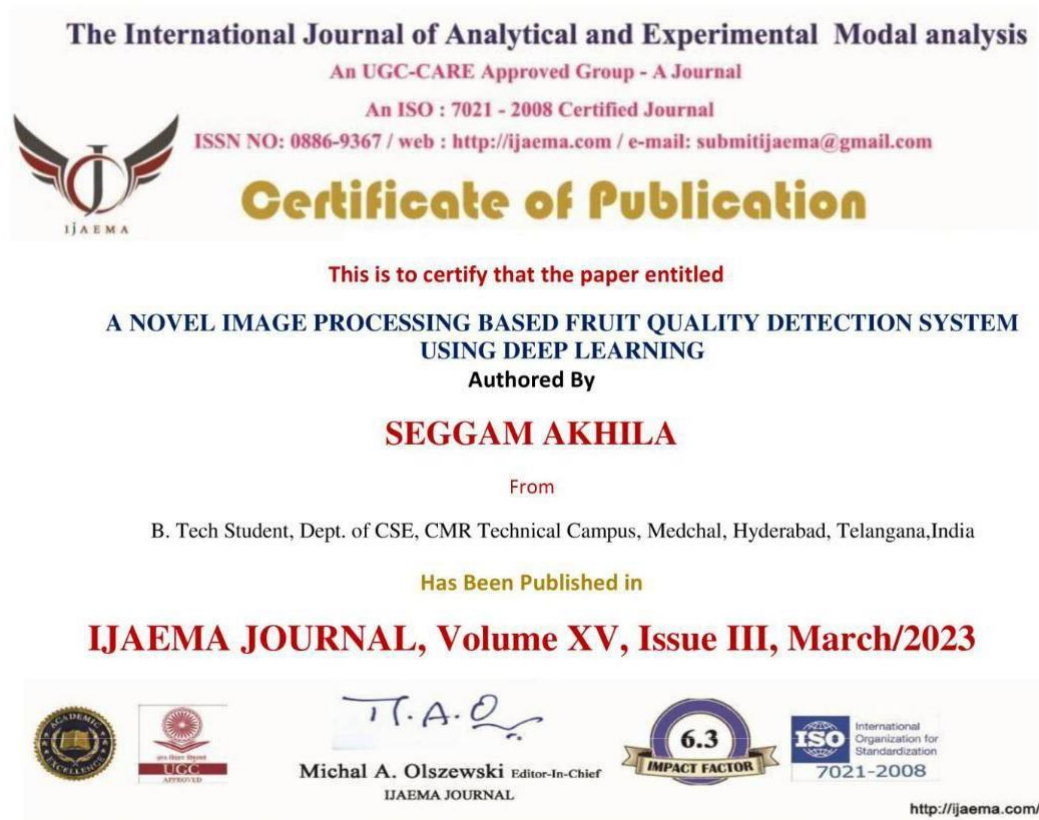 The International Journal of Analytical and Experimental Modal analysis
An UGC-CARE Approved Group - A Journal
An ISO : 7021 - 2008 Certified Journal
ISSN NO: 0886-9367 / web : http://ijaema.com / e-mail: submitijaema@gmail.com
IJAEMA
Certificate of Publication
This is to certify that the paper entitled
A NOVEL IMAGE PROCESSING BASED FRUIT QUALITY DETECTION SYSTEM
USING DEEP LEARNING
Authored By
SEGGAM AKHILA
From
B. Tech Student, Dept. of CSE, CMR Technical Campus, Medchal, Hyderabad, Telangana,India
Has Been Published in
IJAEMA JOURNAL, Volume XV, Issue III, March/2023
ACADEMIC
EXCELLENCE
UGC
APPROVED
M.A.O
Michal A. Olszewski Editor-In-Chief
IJAEMA JOURNAL
6.3
IMPACT FACTOR
ISO
International
Organization for
Standardization
7021-2008
http://ijaema.com/